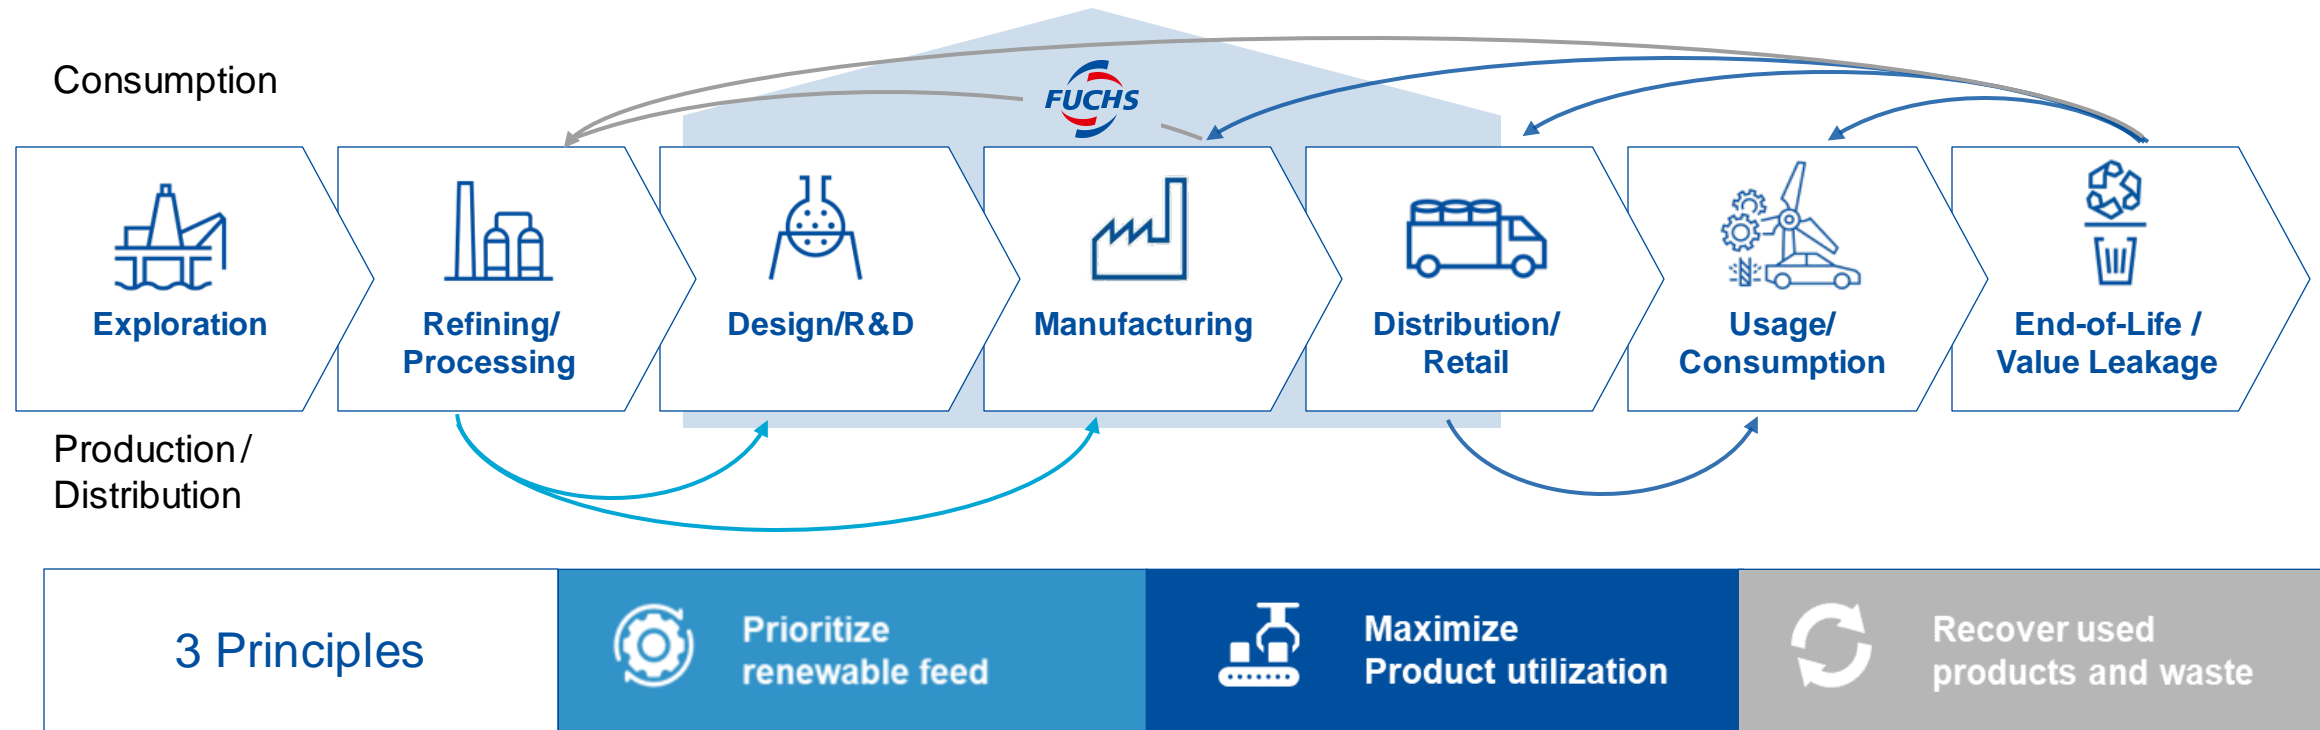 Consumption
FUCHS
Exploration
Refining/
Processing
Design/R&D
Manufacturing
Distribution/
Retail
Usage/
Consumption
End-of-Life /
Value Leakage
Production/
Distribution
3 Principles
Prioritize
renewable feed
Maximize
Product utilization
Recover used
products and waste